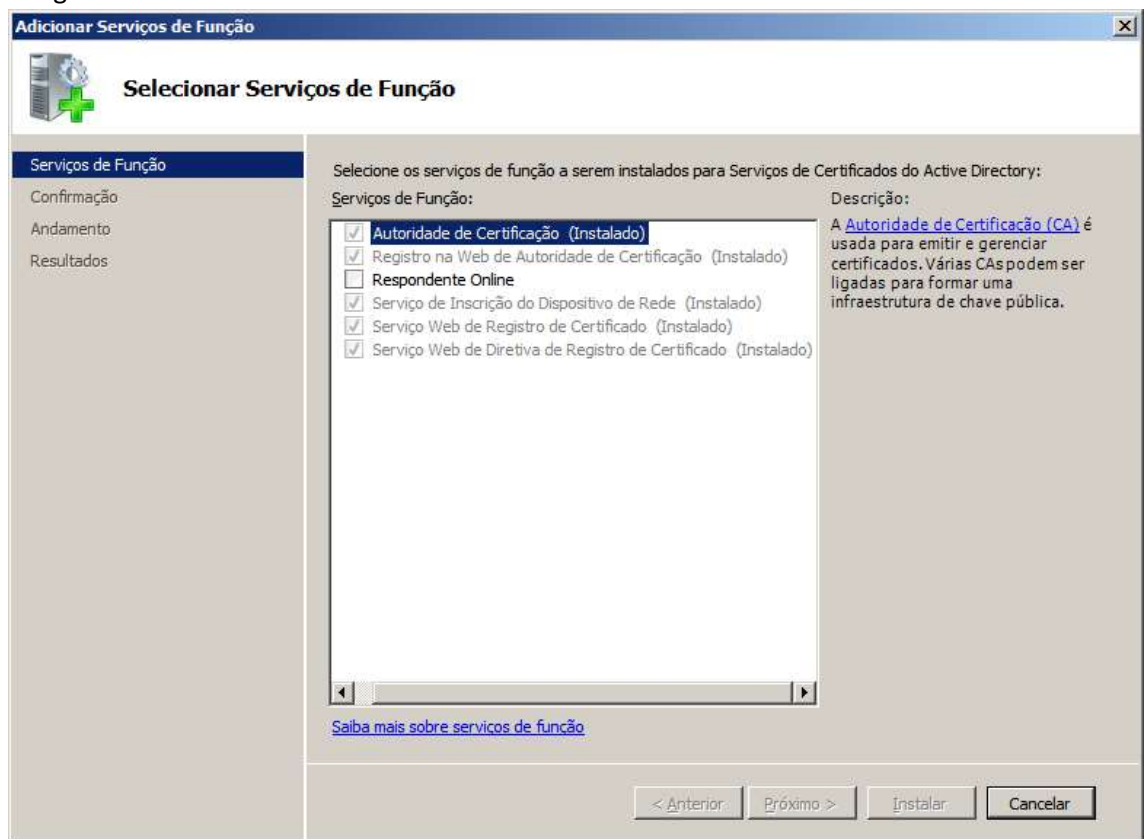 Adicionar Serviços de Função
Selecionar Serviços de Função
Serviços de Função
Confirmação
Andamento
Resultados
Selecione os serviços de função a serem instalados para Serviços de Certificados do Active Directory:
Serviços de Função:
Autoridade de Certificação (Instalado)
Registro na Web de Autoridade de Certificação (Instalado)
Respondente Online
Serviço de Inscrição do Dispositivo de Rede (Instalado)
Serviço Web de Registro de Certificado (Instalado)
Serviço Web de Diretiva de Registro de Certificado (Instalado)
Descrição:
A Autoridade de Certificação (CA) é
usada para emitir e gerenciar
certificados. Várias CAs podem ser
ligadas para formar uma
infraestrutura de chave pública.
Saiba mais sobre serviços de função
< Anterior
Próximo >
Instalar
Cancelar